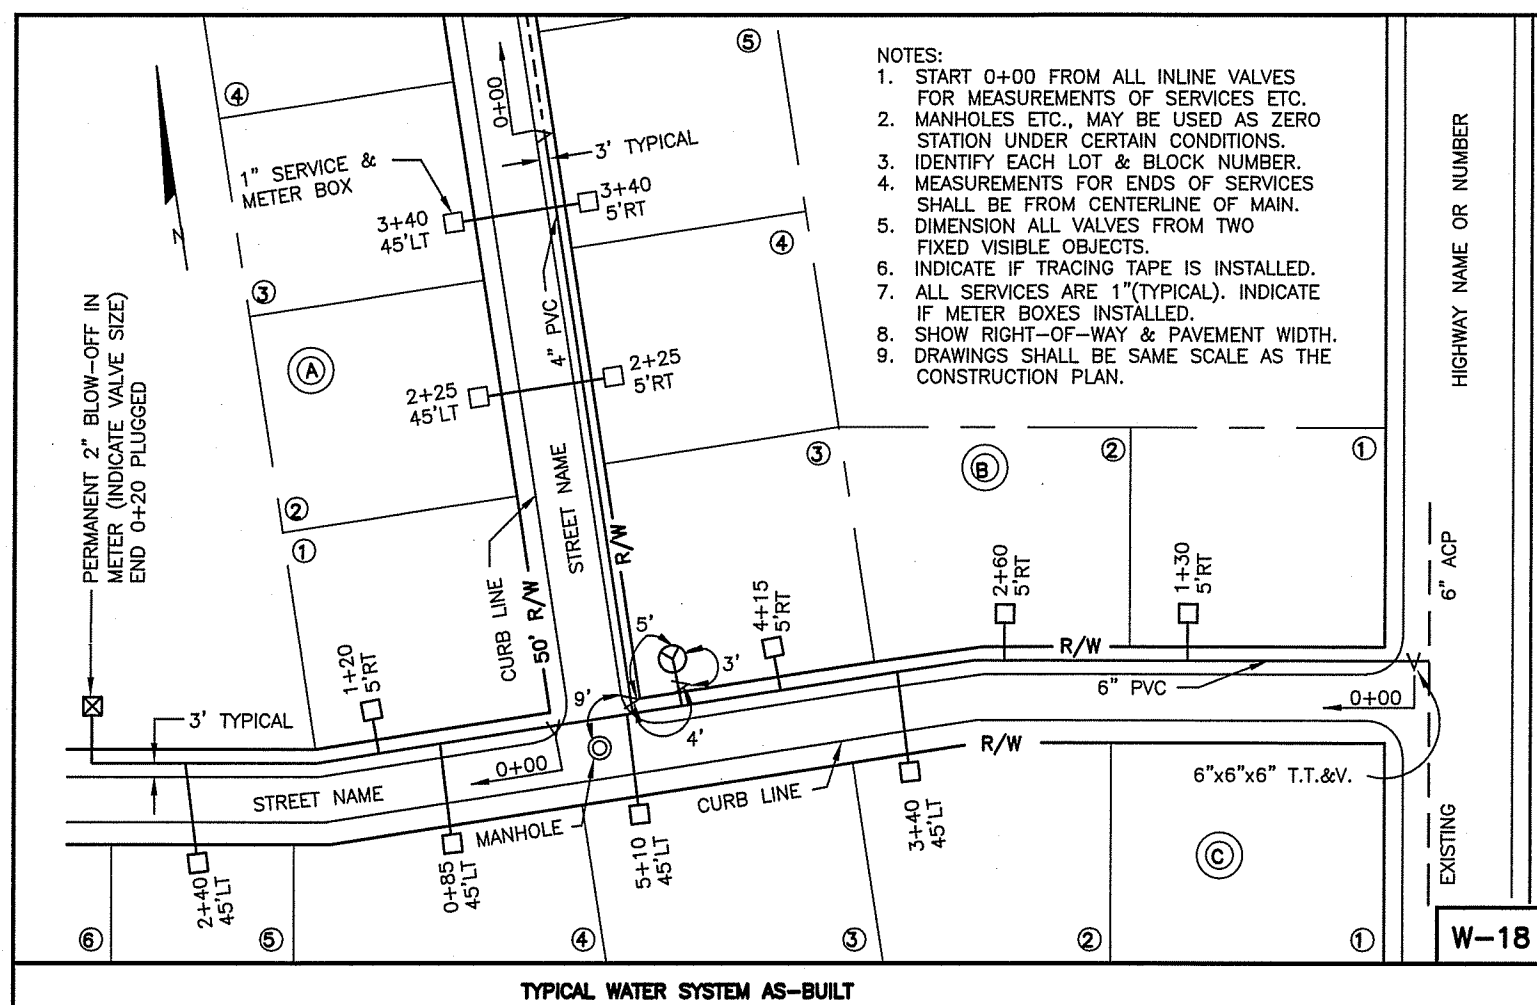 NOTES:
1. START 0+00 FROM ALL INLINE VALVES
FOR MEASUREMENTS OF SERVICES ETC.
2. MANHOLES ETC., MAY BE USED AS ZERO
STATION UNDER CERTAIN CONDITIONS.
3. IDENTIFY EACH LOT & BLOCK NUMBER.
4. MEASUREMENTS FOR ENDS OF SERVICES
SHALL BE FROM CENTERLINE OF MAIN.
5. DIMENSION ALL VALVES FROM TWO
FIXED VISIBLE OBJECTS.
6. INDICATE IF TRACING TAPE IS INSTALLED.
7. ALL SERVICES ARE 1"(TYPICAL). INDICATE
IF METER BOXES INSTALLED.
8. SHOW RIGHT-OF-WAY & PAVEMENT WIDTH.
9. DRAWINGS SHALL BE SAME SCALE AS THE
CONSTRUCTION PLAN.
HIGHWAY NAME OR NUMBER
5
4
0+00
3' TYPICAL
1" SERVICE &
METER BOX
3+40
45'LT
3+40
5'RT
N
4
3
4" PVC
A
2+25
45'LT
2+25
5'RT
PERMANENT 2" BLOW-OFF IN
METER (INDICATE VALVE SIZE)
END 0+20 PLUGGED
3
B
2
1
2
1
STREET NAME
CURB LINE
50' R/W
R/W
6" ACP
2+60
5'RT
1+30
5'RT
4+15
5'RT
5'
3'
9'
4'
1+20
5'RT
R/W
6" PVC
0+00
3' TYPICAL
0+00
R/W
6"x6"x6" T.T.&V.
STREET NAME
MANHOLE
CURB LINE
2+40
45'LT
0+85
45'LT
5+10
45'LT
3+40
45'LT
C
EXISTING
6
5
4
3
2
1
W-18
TYPICAL WATER SYSTEM AS-BUILT